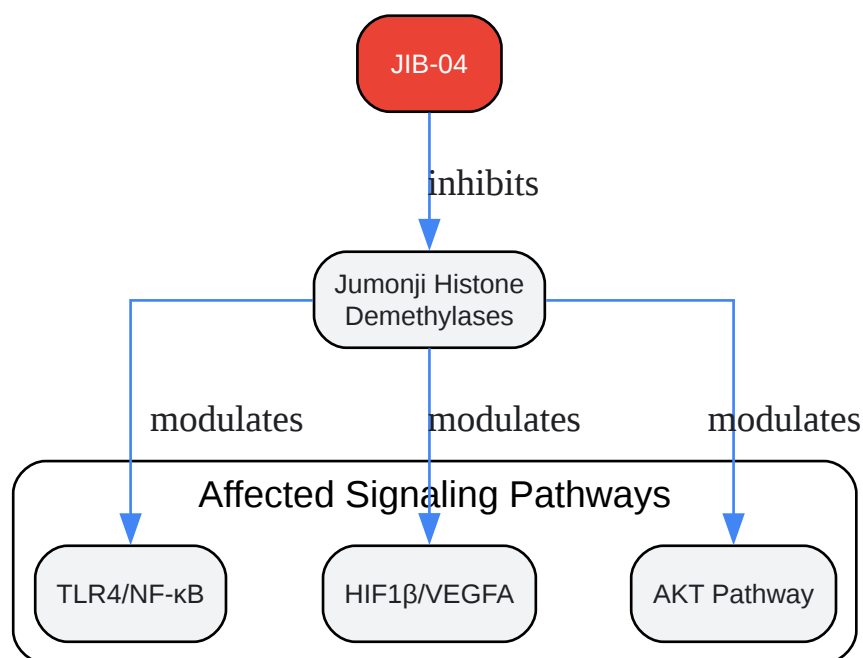 JIB-04
inhibits
Jumonji Histone
Demethylases
modulates
modulates
modulates
Affected Signaling Pathways
TLR4/NF-κB
HIF1β/VEGFA
AKT Pathway